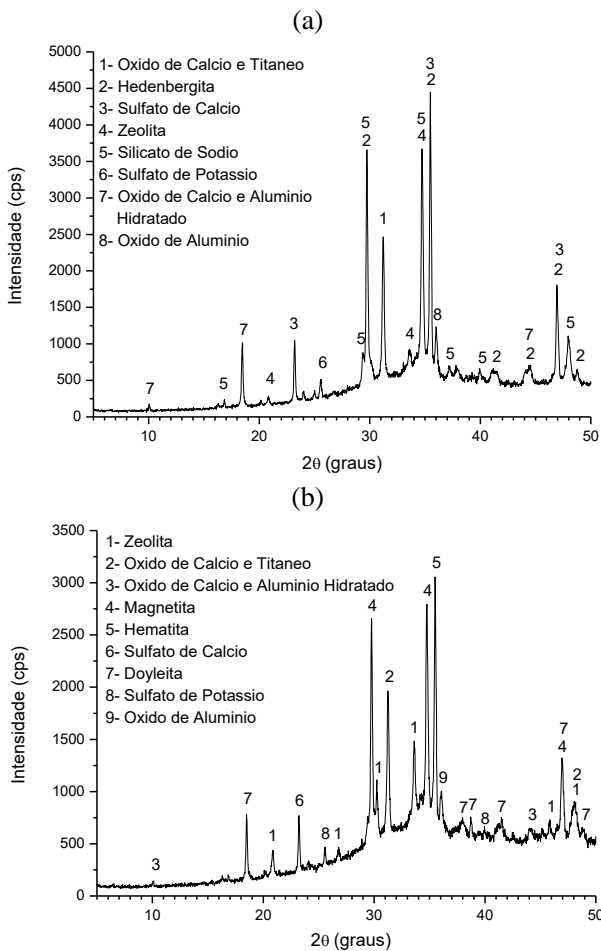 (a)
5000
4500
4000
3500
3000
2500
2000
1500
1000
500
0
Intensidade (cps)
1- Oxido de Calcio e Titaneo
2- Hedenbergita
3- Sulfato de Calcio
4- Zeolita
5- Silicato de Sodio
6- Sulfato de Potassio
7- Oxido de Calcio e Aluminio
Hidratado
8- Oxido de Aluminio
7
5
7
4
3
6
5
5
2
1
4
5
4
3
2
8
5
5
2
7
2
3
2
5
2
10 20 30 40 50
2θ (graus)
(b)
3500
3000
2500
2000
1500
1000
500
0
Intensidade (cps)
1- Zeolita
2- Oxido de Calcio e Titaneo
3- Oxido de Calcio e Aluminio Hidratado
4- Magnetita
5- Hematita
6- Sulfato de Calcio
7- Doyleita
8- Sulfato de Potassio
9- Oxido de Aluminio
3
7
1
6
8
1
4
1
2
1
4
5
9
7
7
8
7
3
1
7
4
2
1
7
10 20 30 40 50
2θ (graus)